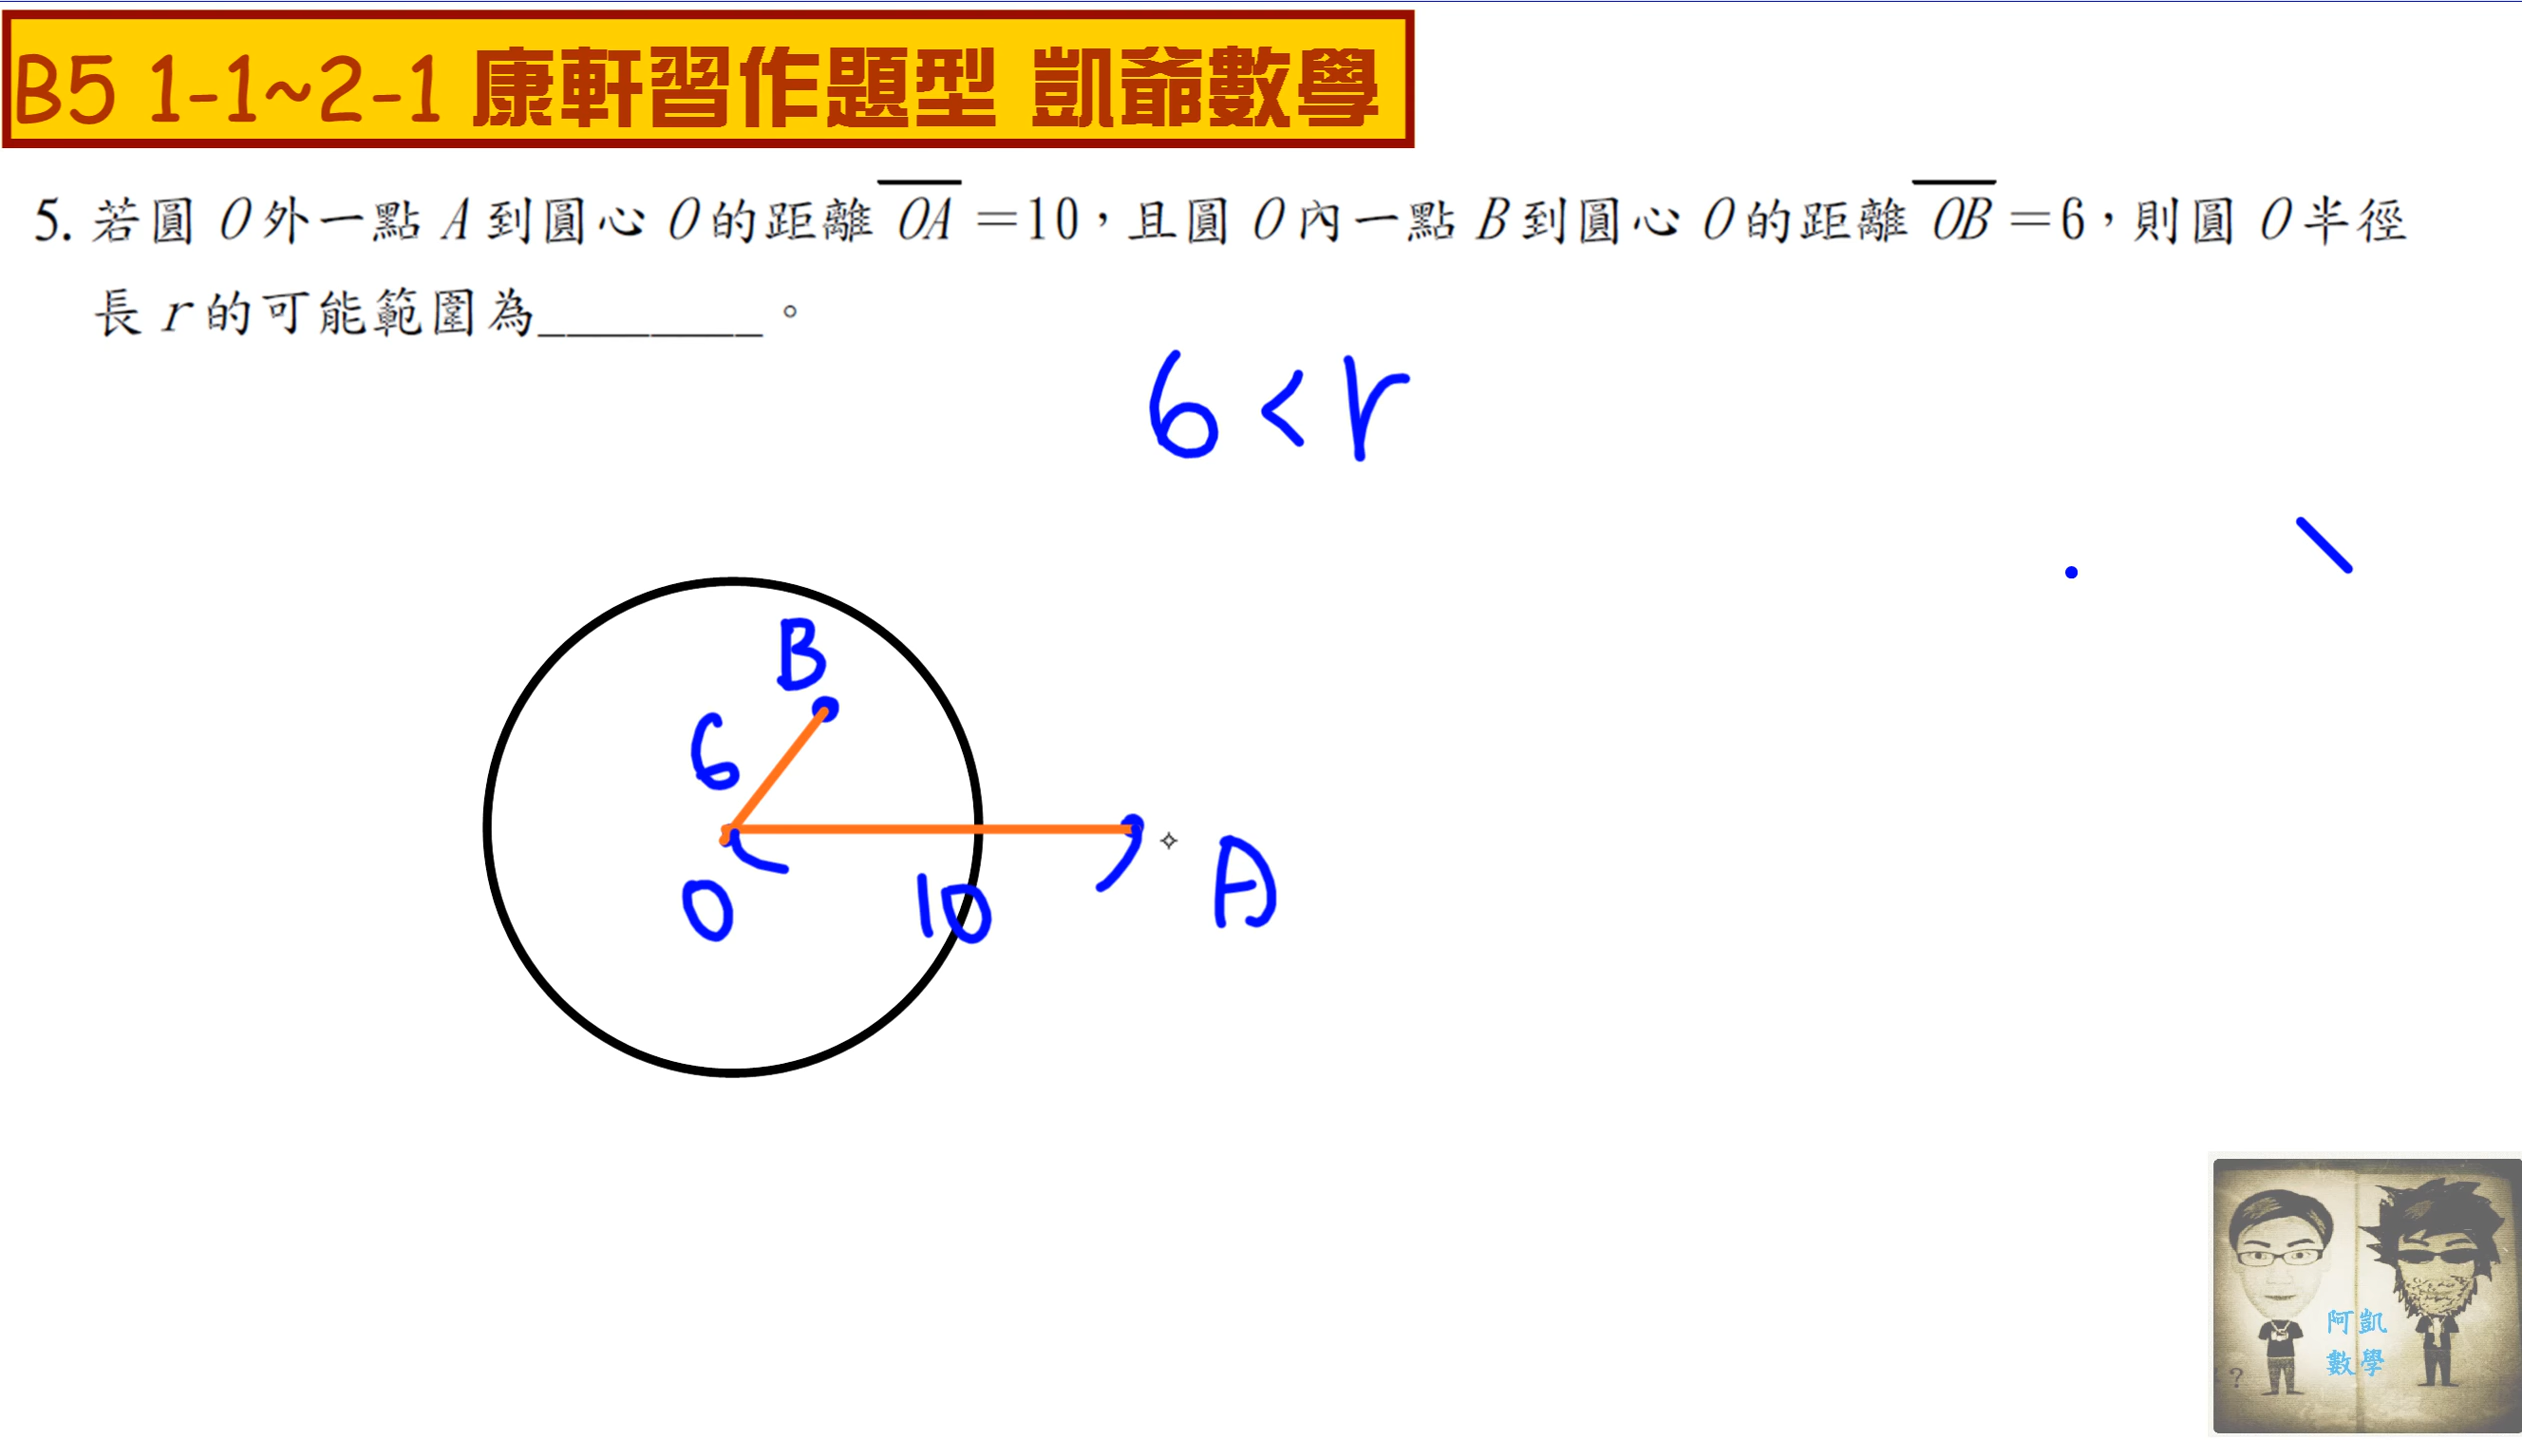 B5 1-1~2-1 康軒習作題型 凱爺數學
5. 若圓 O 外一點 A 到圓心 O 的距離 OA =10，且圓 O 內一點 B 到圓心 O 的距離 OB =6，則圓 O 半徑
長 r 的可能範圍為________。
6 < r
B
6
O
10
A
阿凱
數學
?